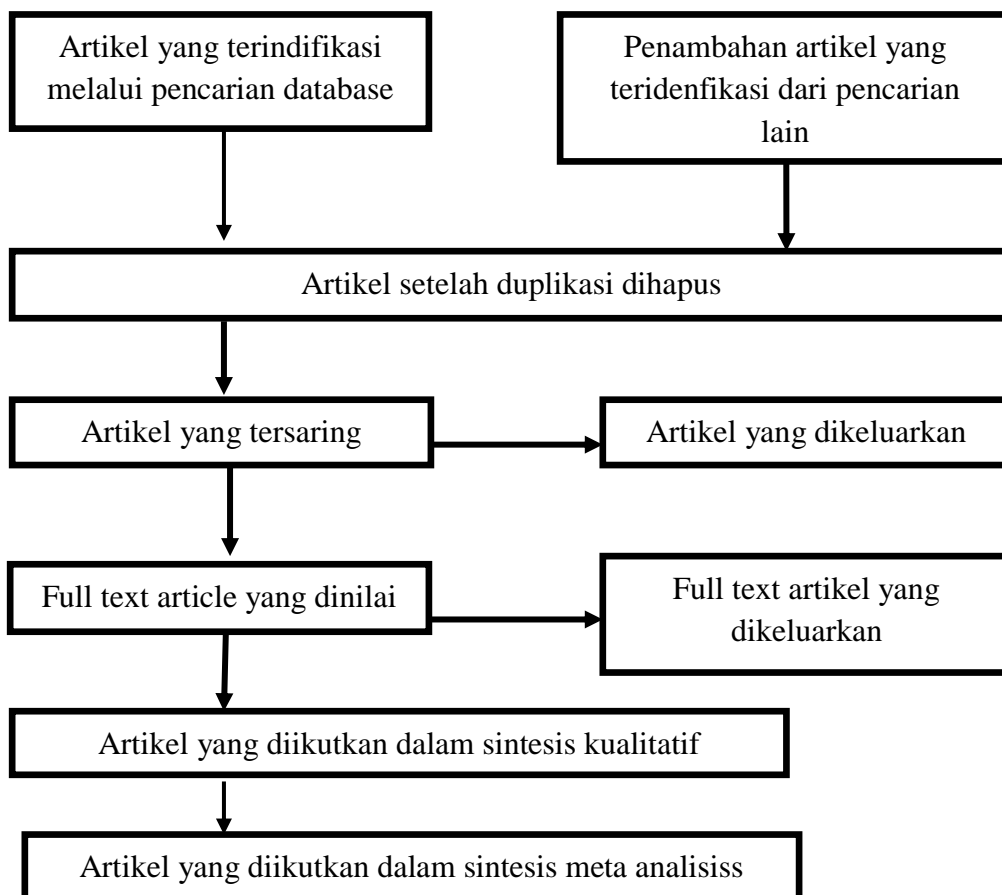 Artikel yang terindifikasi
melalui pencarian database
Penambahan artikel yang
teridenfikasi dari pencarian
lain
Artikel setelah duplikasi dihapus
Artikel yang tersaring
Artikel yang dikeluarkan
Full text article yang dinilai
Full text artikel yang
dikeluarkan
Artikel yang diikutkan dalam sintesis kualitatif
Artikel yang diikutkan dalam sintesis meta analisiss